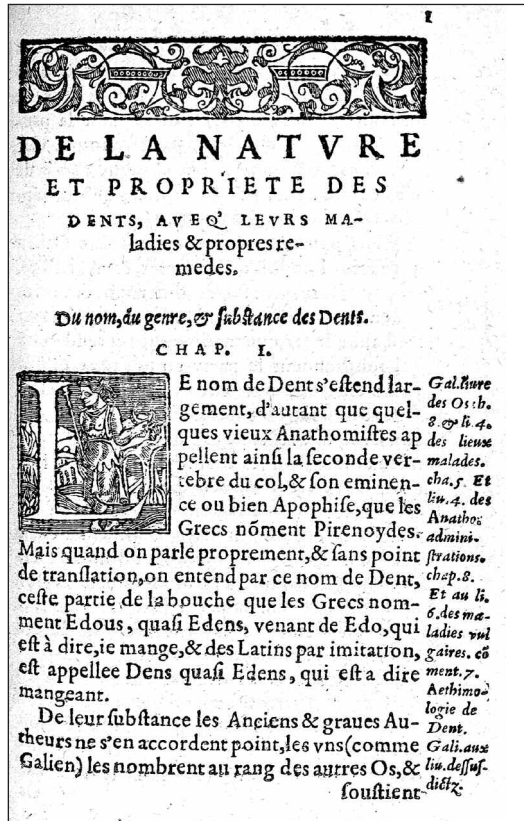 1
DE LA NATVRE
ET PROPRIETE DES
DENTS, AVEQ' LEVRS MA-
ladies & propres re-
medes.
Du nom, du genre, & substance des Dents.
CHAP. I.
LE nom de Dent s'estend lar-
gement, d'autant que quel-
ques vieux Anathomistes ap
pellent ainsi la seconde ver-
tebre du col, & son eminen-
ce ou bien Apophise, que les
Grecs nõment Pirenoydes.
Mais quand on parle proprement, & sans point
de translation, on entend par ce nom de Dent,
ceste partie de la bouche que les Grecs nom-
ment Edous, quasi Edens, venant de Edo, qui
est à dire, ie mange, & des Latins par imitation,
est appellee Dens quasi Edens, qui est a dire
mangeant.
De leur substance les Anciens & graues Au-
theurs ne s'en accordent point, les vns (comme
Galien) les nombrent au rang des autres Os, &
soustient
Gal. liure
des Os ch.
8. & li. 4.
des lieux
malades.
cha. 5. Et
liu. 4. des
Anatho
admini-
strations.
chap. 8.
Et au li.
6. des ma-
ladies vul
gaires. cõ
ment. 7.
Aethimo-
logie de
Dent.
Gali. aux
liu. dessus-
dictz.